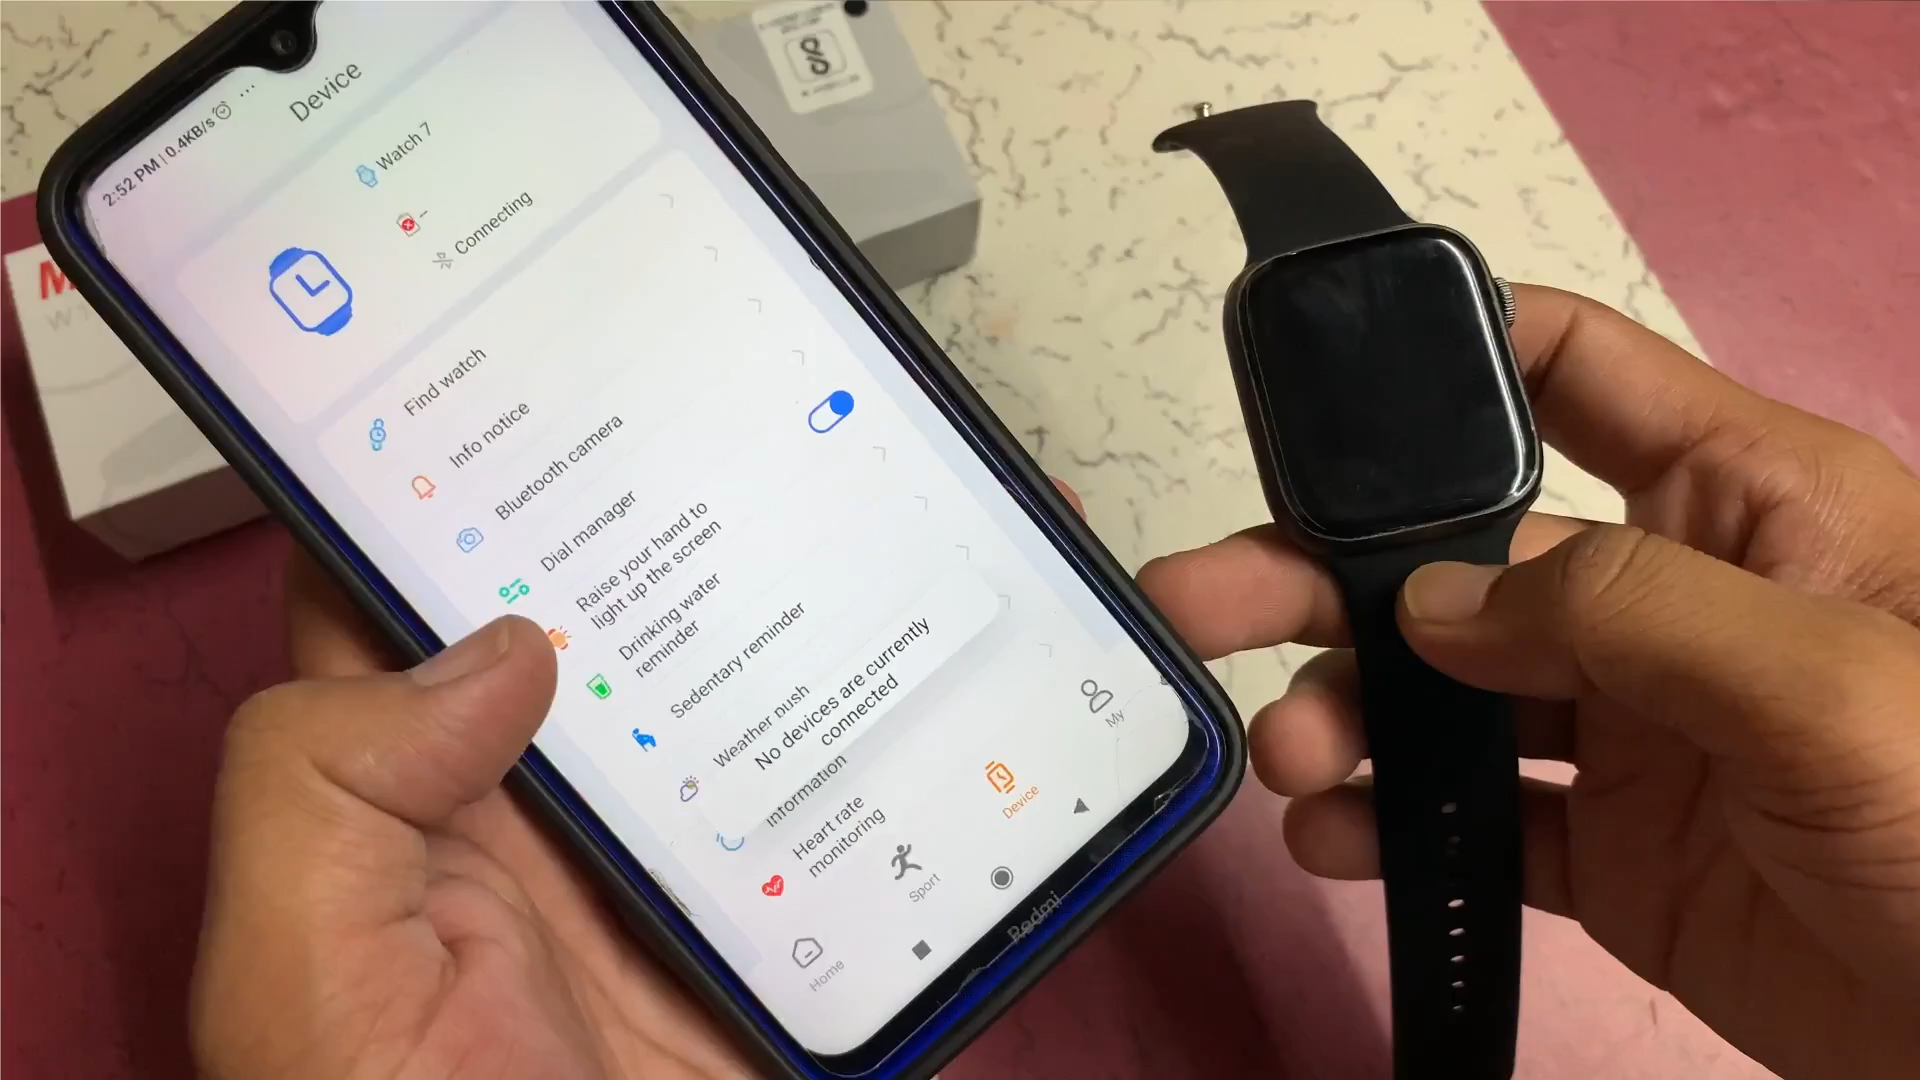 2:52 PM | 0.4KB/s ...
Device
Watch 7
-
Connecting
Find watch
Info notice
Bluetooth camera
Dial manager
Raise your hand to
light up the screen
Drinking water
reminder
Sedentary reminder
Weather push
No devices are currently
connected
information
Heart rate
monitoring
Home
Sport
Device
My
Redmi
M